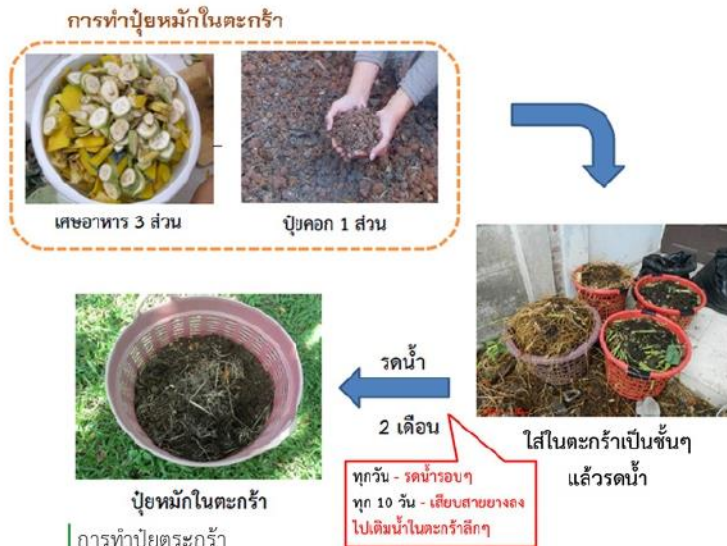 การทำปุ๋ยหมักในตะกร้า
เศษอาหาร 3 ส่วน
ปุ๋ยคอก 1 ส่วน
ใส่ในตะกร้าเป็นชั้นๆ
แล้วรดน้ำ
รดน้ำ
2 เดือน
ทุกวัน - รดน้ำรอบๆ
ทุก 10 วัน - เสียบสายยางลง
ไปเติมน้ำในตะกร้าลึกๆ
ปุ๋ยหมักในตะกร้า
การทำปุ๋ยตระกร้า